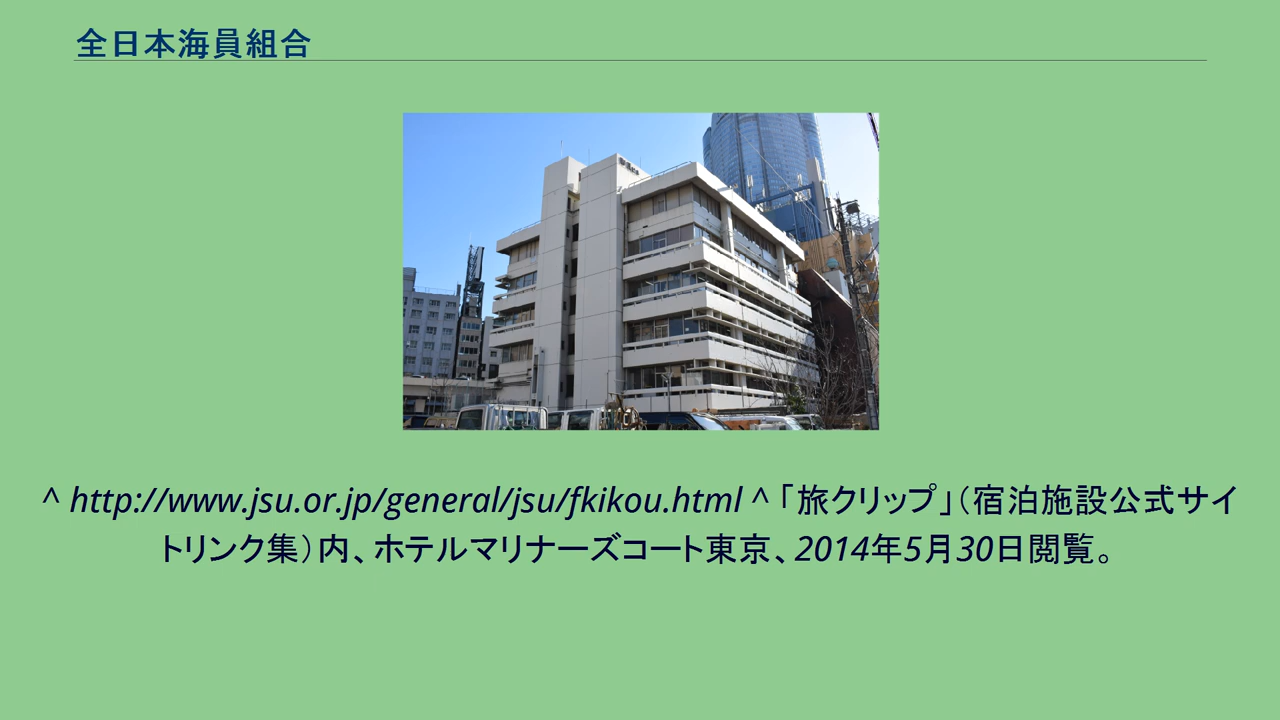 全日本海員組合
^ http://www.jsu.or.jp/general/jsu/fkikou.html ^ 「旅クリップ」(宿泊施設公式サイ
トリンク集)内、ホテルマリナーズコート東京、2014年5月30日閲覧。